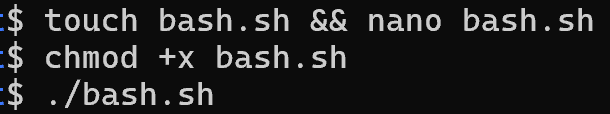 $ touch bash.sh && nano bash.sh
$ chmod +x bash.sh
$ ./bash.sh